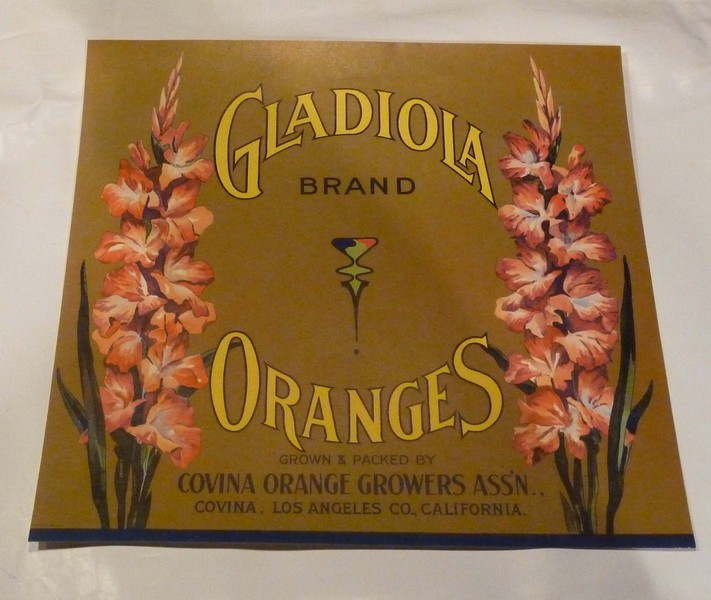 GLADIOLA
BRAND
ORANGES
GROWN & PACKED BY
COVINA ORANGE GROWERS ASS'N.,
COVINA, LOS ANGELES CO., CALIFORNIA.